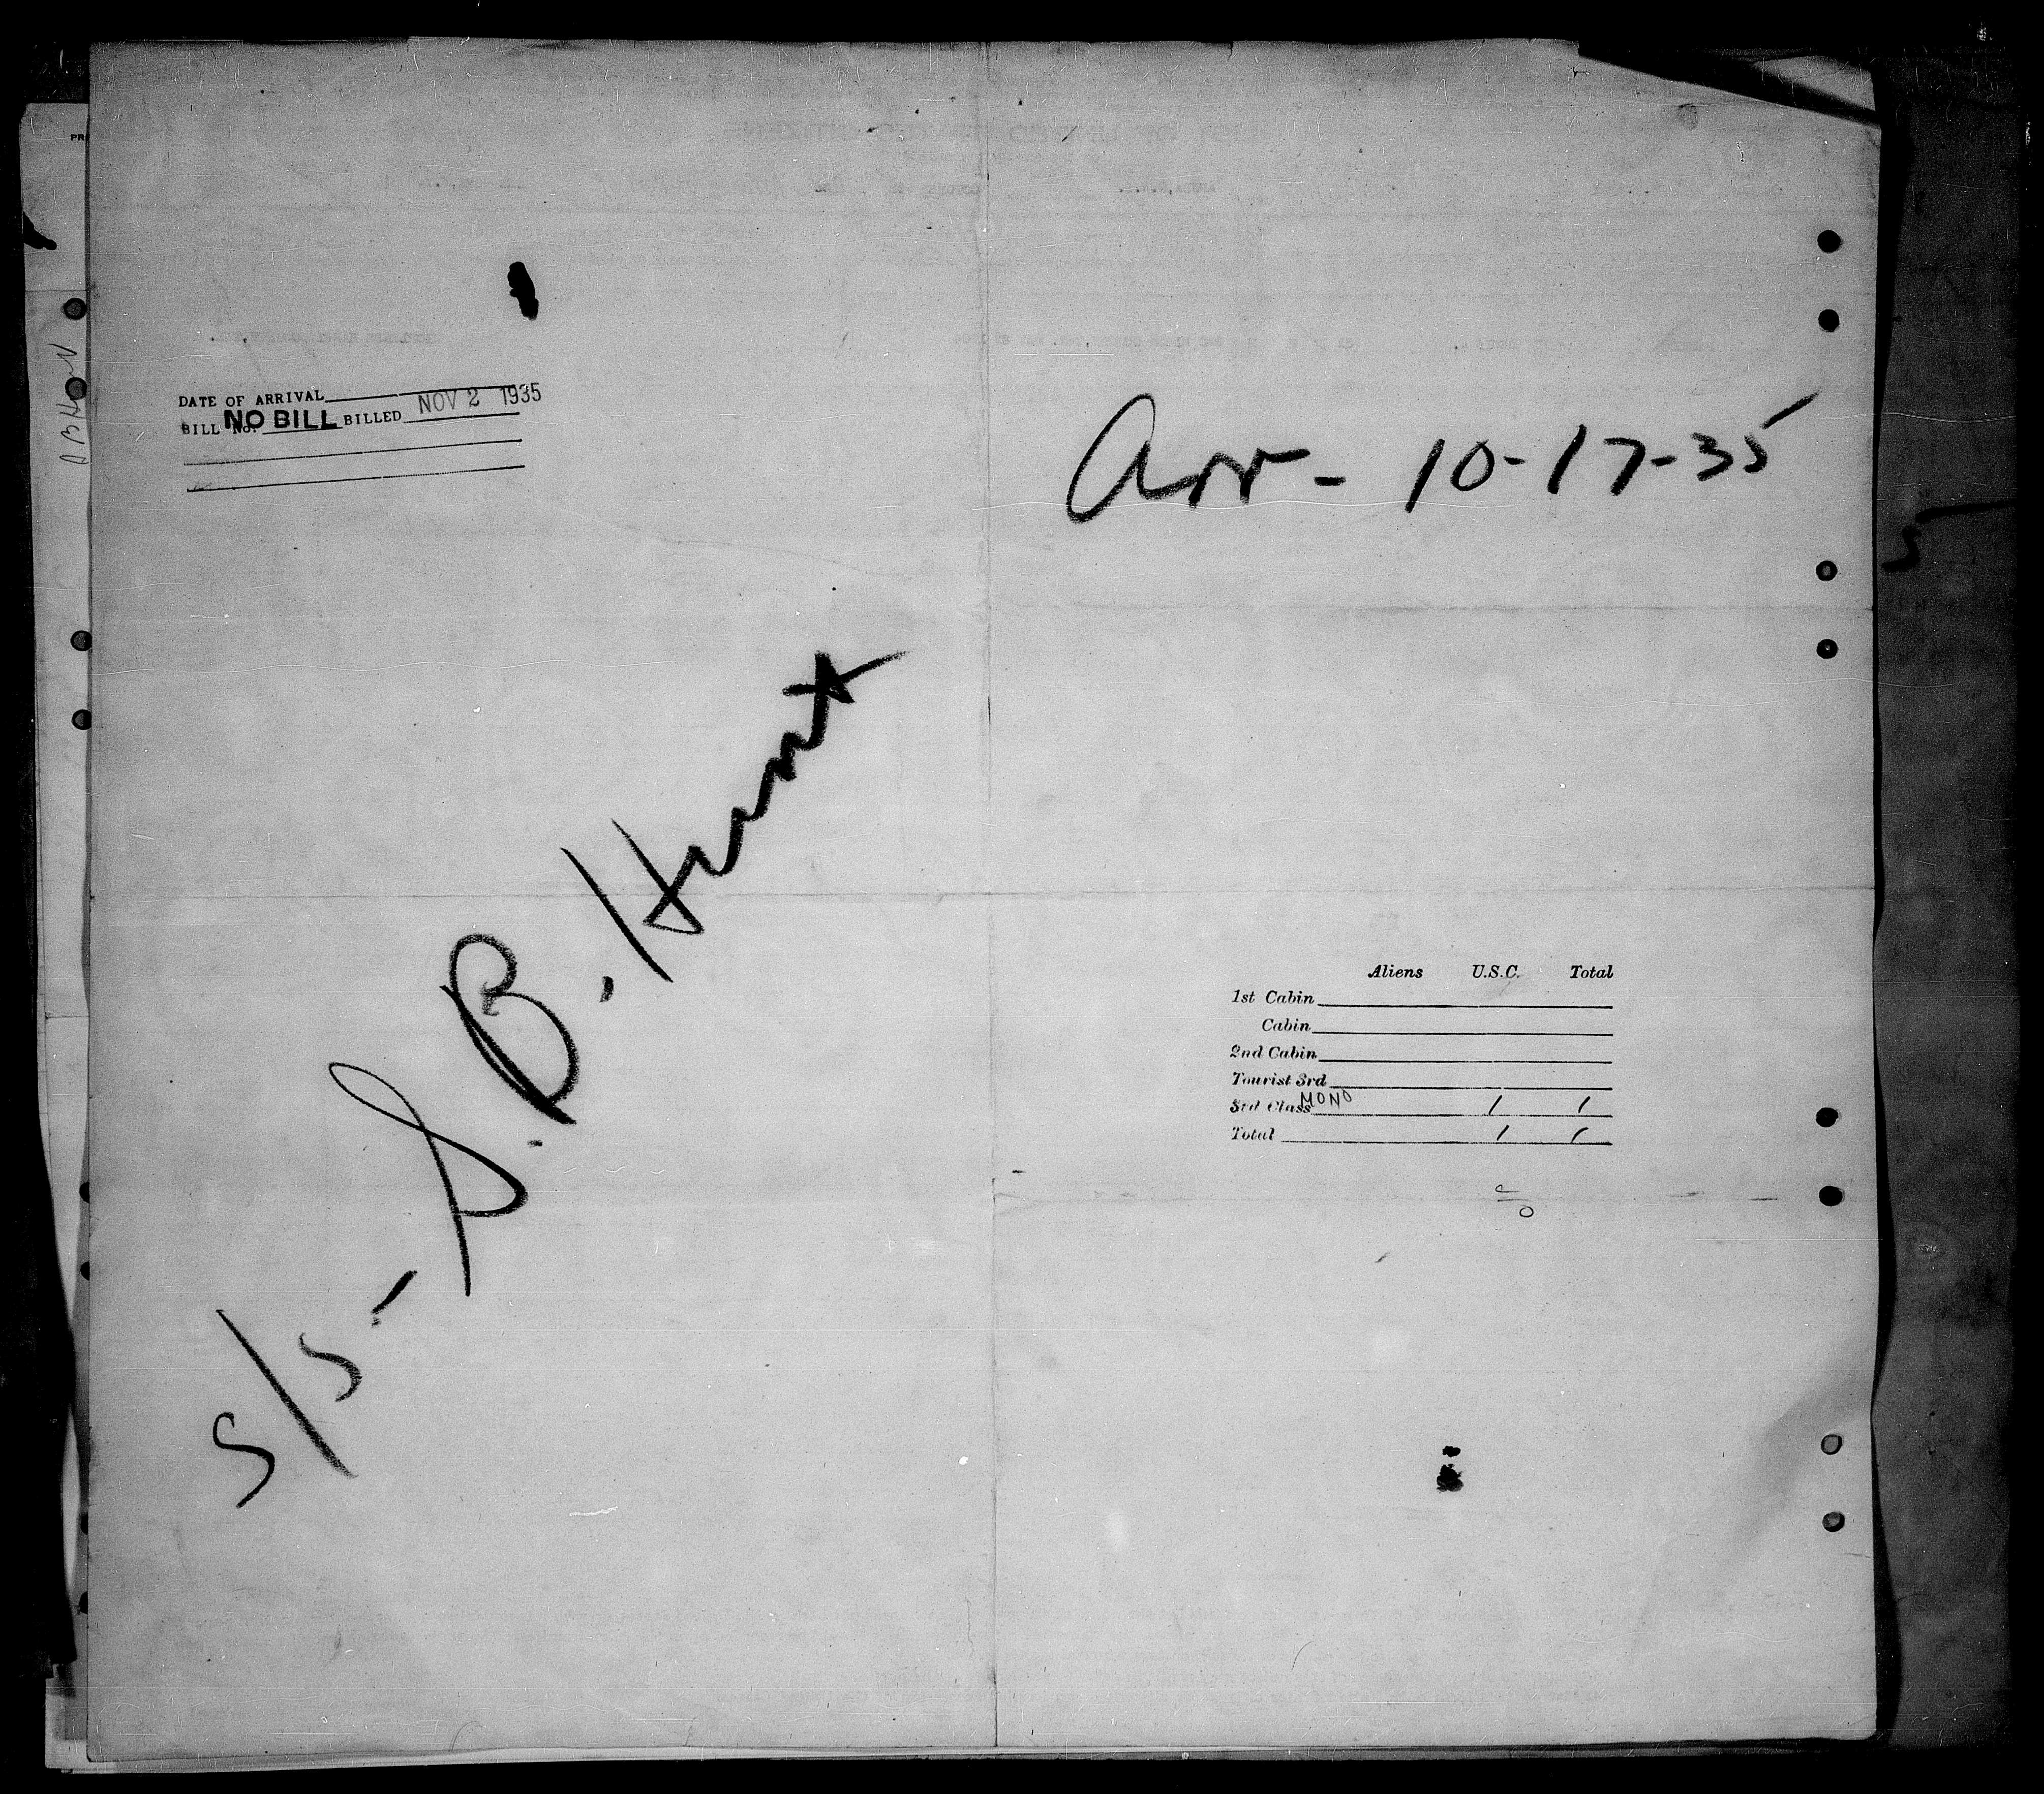 DATE OF ARRIVAL
BILL No. NO BILL BILLED NOV 2 1935
Arr - 10-17-35
S/S - S. B. Hunt
Aliens U.S.C. Total
1st Cabin
Cabin
2nd Cabin
Tourist 3rd
3rd Class MONO 1 1
Total 1 1